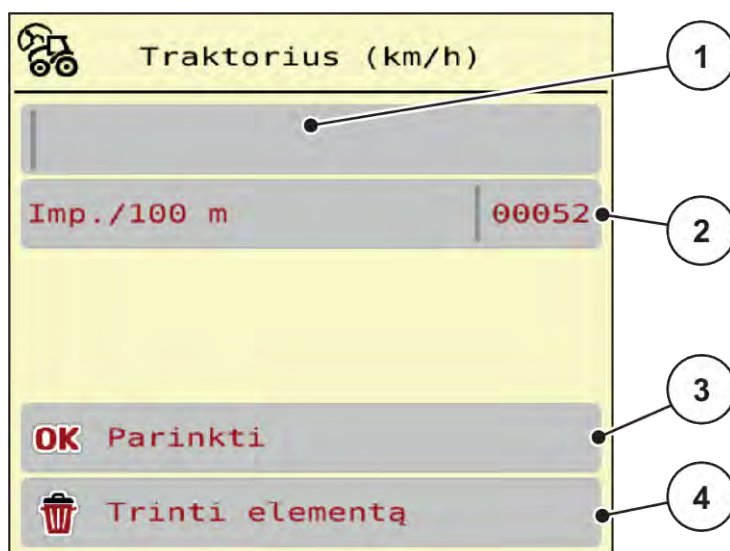 Traktorius (km/h)
1
Imp./100 m 00052
2
3
OK Parinkti
4
Trinti elementą